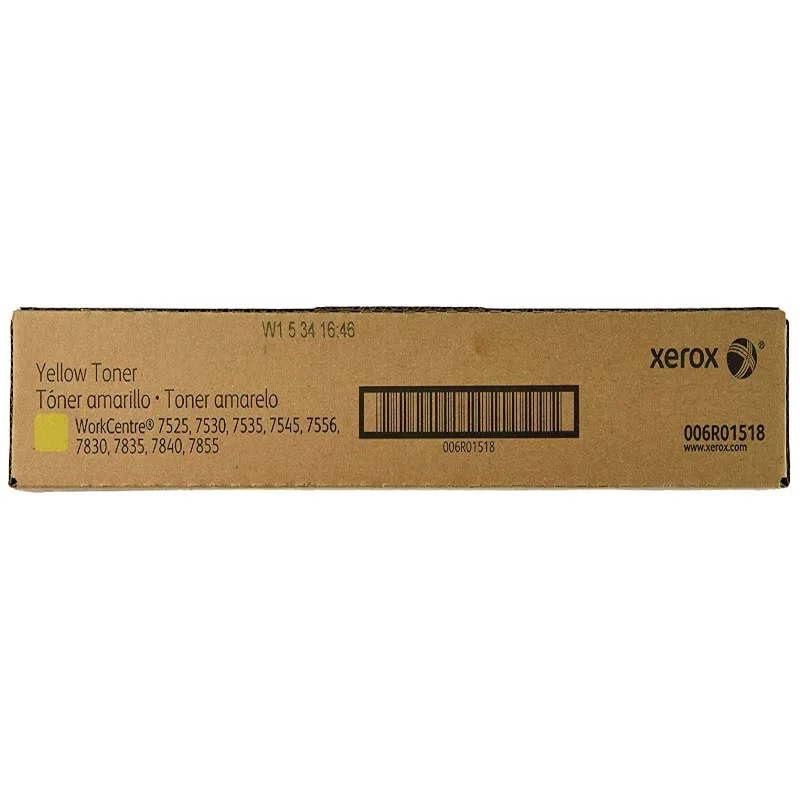 W1 5 34 16:46
Yellow Toner
Tóner amarillo • Toner amarelo
WorkCentre® 7525, 7530, 7535, 7545, 7556,
7830, 7835, 7840, 7855
006R01518
xerox ®
006R01518
www.xerox.com